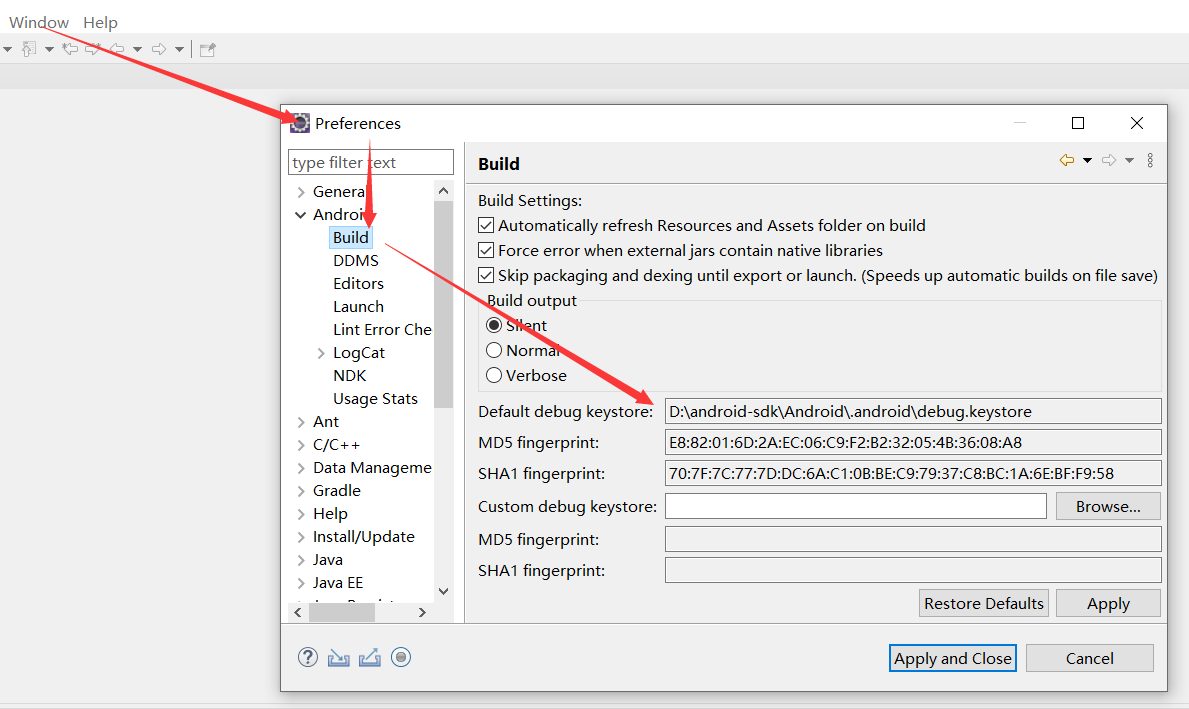 Window Help
Preferences
type filter text
Build
General
Android
Build
DDMS
Editors
Launch
Lint Error Che
LogCat
NDK
Usage Stats
Ant
C/C++
Data Manageme
Gradle
Help
Install/Update
Java
Java EE
Build Settings:
Automatically refresh Resources and Assets folder on build
Force error when external jars contain native libraries
Skip packaging and dexing until export or launch. (Speeds up automatic builds on file save)
Build output
Silent
Normal
Verbose
Default debug keystore: D:\android-sdk\Android\.android\debug.keystore
MD5 fingerprint: E8:82:01:6D:2A:EC:06:C9:F2:B2:32:05:4B:36:08:A8
SHA1 fingerprint: 70:7F:7C:77:7D:DC:6A:C1:0B:BE:C9:79:37:C8:BC:1A:6E:BF:F9:58
Custom debug keystore: Browse...
MD5 fingerprint:
SHA1 fingerprint:
Restore Defaults Apply
Apply and Close Cancel